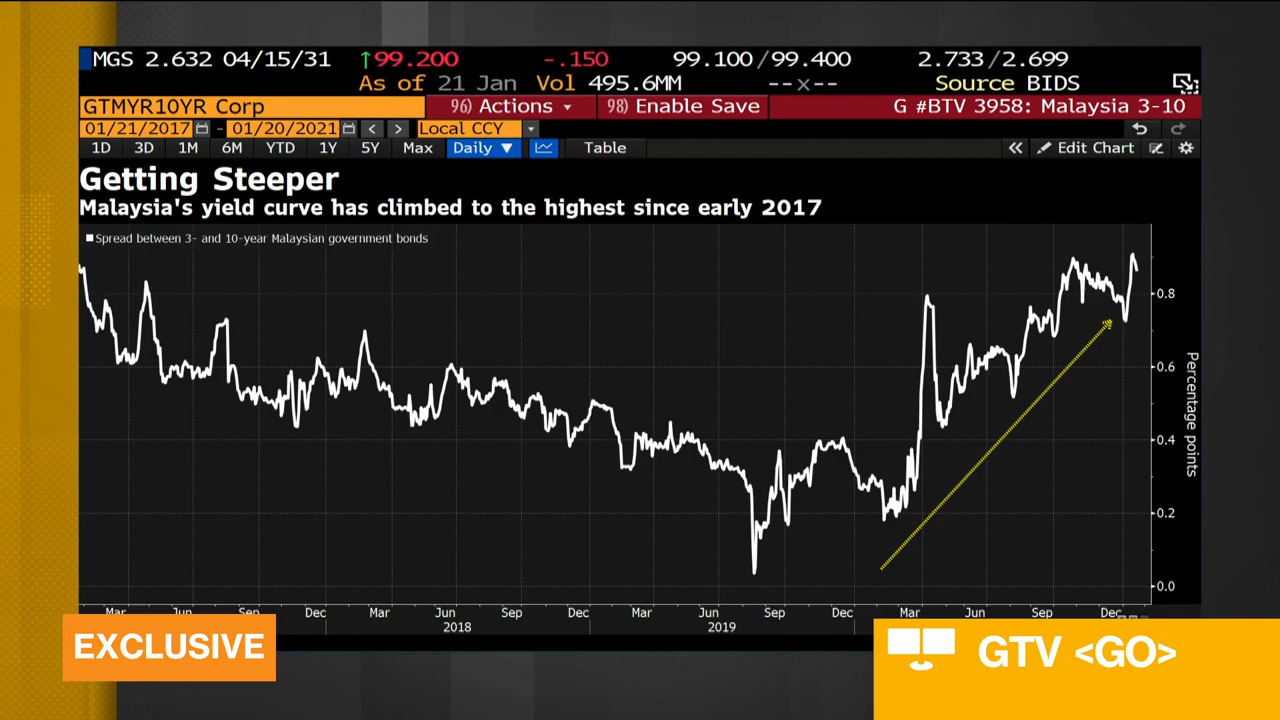 MGS 2.632 04/15/31 ↑99.200 -.150 99.100/99.400 2.733/2.699
As of 21 Jan Vol 495.6MM --x-- Source BIDS
GTMYR10YR Corp 96) Actions 98) Enable Save G #BTV 3958: Malaysia 3-10
01/21/2017 - 01/20/2021 < > Local CCY
1D 3D 1M 6M YTD 1Y 5Y Max Daily ▼ Table « Edit Chart
Getting Steeper
Malaysia's yield curve has climbed to the highest since early 2017
Spread between 3- and 10-year Malaysian government bonds
0.8
0.6
0.4
0.2
0.0
Percentage points
Mar Jun Sep Dec Mar Jun Sep Dec Mar Jun Sep Dec Mar Jun Sep Dec
2018 2019
EXCLUSIVE
GTV <GO>